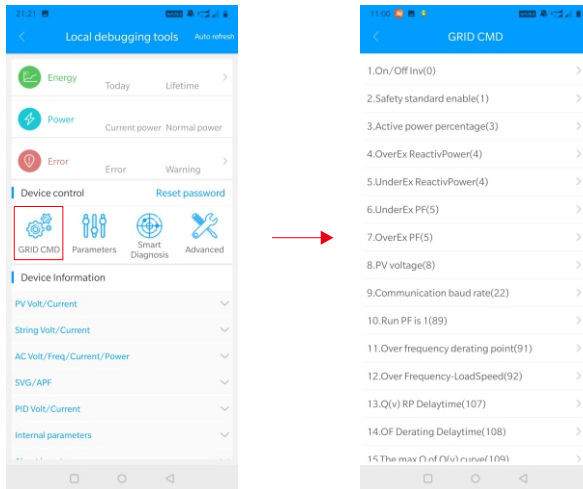 21:21
Local debugging tools
Auto refresh
Energy
Today
Lifetime
Power
Current power
Normal power
Error
Error
Warning
Device control
Reset password
GRID CMD
Parameters
Smart
Diagnosis
Advanced
Device Information
PV Volt/Current
String Volt/Current
AC Volt/Freq/Current/Power
SVG/APF
PID Volt/Current
Internal parameters
11:00
GRID CMD
1.On/Off Inv(0)
2.Safety standard enable(1)
3.Active power percentage(3)
4.OverEx ReactivPower(4)
5.UnderEx ReactivPower(4)
6.UnderEx PF(5)
7.OverEx PF(5)
8.PV voltage(8)
9.Communication baud rate(22)
10.Run PF is 1(89)
11.Over frequency derating point(91)
12.Over Frequency-LoadSpeed(92)
13.Q(v) RP Delaytime(107)
14.OF Derating Delaytime(108)
15.The max Q of Q(v) curve(109)